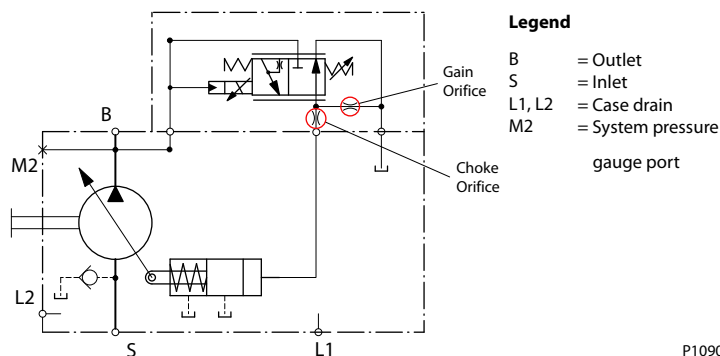 Legend
B = Outlet
S = Inlet
L1, L2 = Case drain
M2 = System pressure
gauge port
Gain
Orifice
Choke
Orifice
B
M2
L2
S
L1
P1090